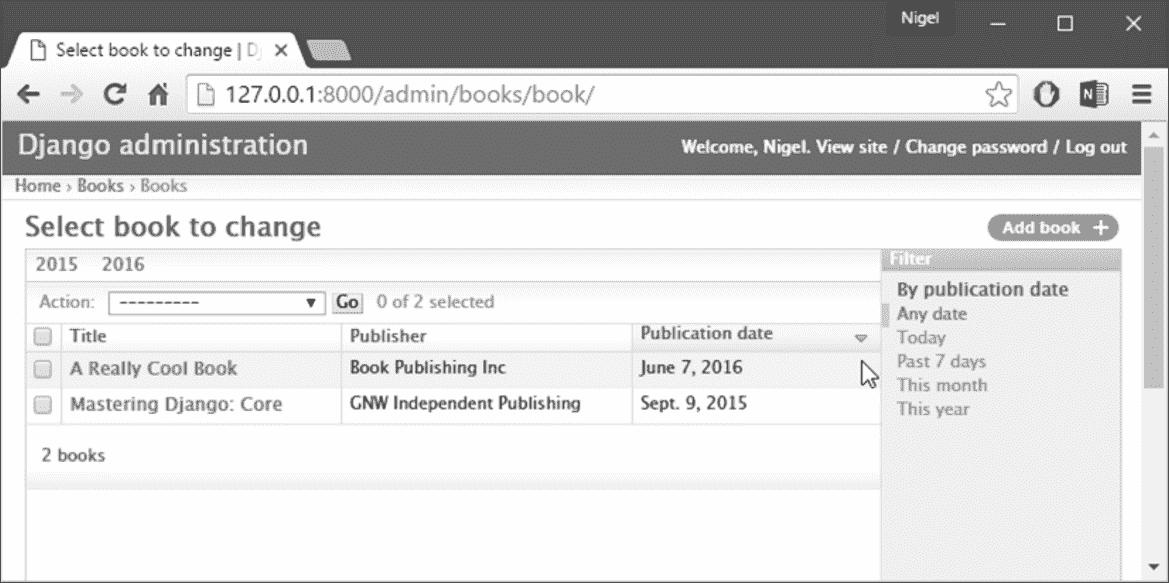 Nigel
Select book to change | D
127.0.0.1:8000/admin/books/book/
N
Django administration
Welcome, Nigel. View site / Change password / Log out
Home › Books › Books
Select book to change
Add book +
2015 2016
Filter
Action: --------- Go 0 of 2 selected
By publication date
Any date
Title Publisher Publication date
Today
A Really Cool Book Book Publishing Inc June 7, 2016
Past 7 days
This month
Mastering Django: Core GNW Independent Publishing Sept. 9, 2015
This year
2 books